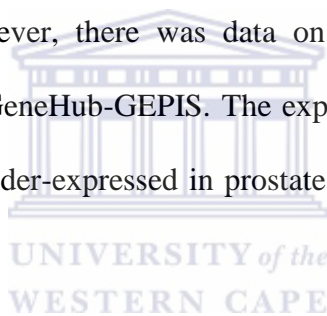 ever, there was data on
GeneHub-GEPIS. The exp
der-expressed in prostate
UNIVERSITY of the
WESTERN CAPE